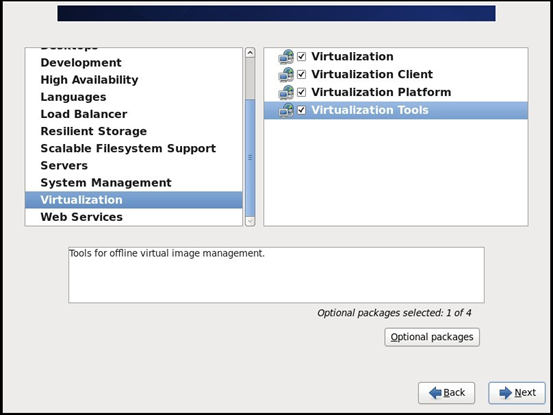 Desktops
Development
High Availability
Languages
Load Balancer
Resilient Storage
Scalable Filesystem Support
Servers
System Management
Virtualization
Web Services
Virtualization
Virtualization Client
Virtualization Platform
Virtualization Tools
Tools for offline virtual image management.
Optional packages selected: 1 of 4
Optional packages
Back
Next